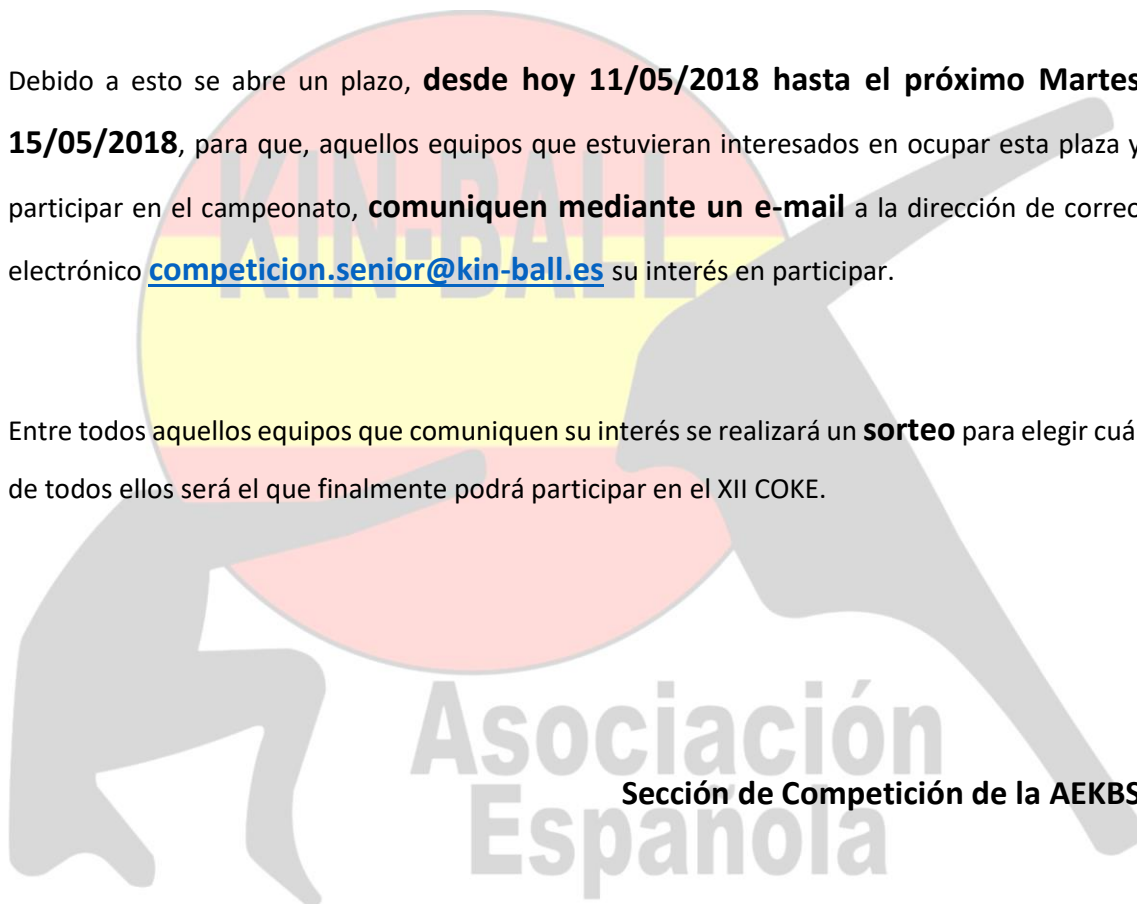 Debido a esto se abre un plazo, desde hoy 11/05/2018 hasta el próximo Martes
15/05/2018, para que, aquellos equipos que estuvieran interesados en ocupar esta plaza y
participar en el campeonato, comuniquen mediante un e-mail a la dirección de correo
electrónico competicion.senior@kin-ball.es su interés en participar.
KIN-BALL
Entre todos aquellos equipos que comuniquen su interés se realizará un sorteo para elegir cuá
de todos ellos será el que finalmente podrá participar en el XII COKE.
Asociación
Sección de Competición de la AEKBS
Española